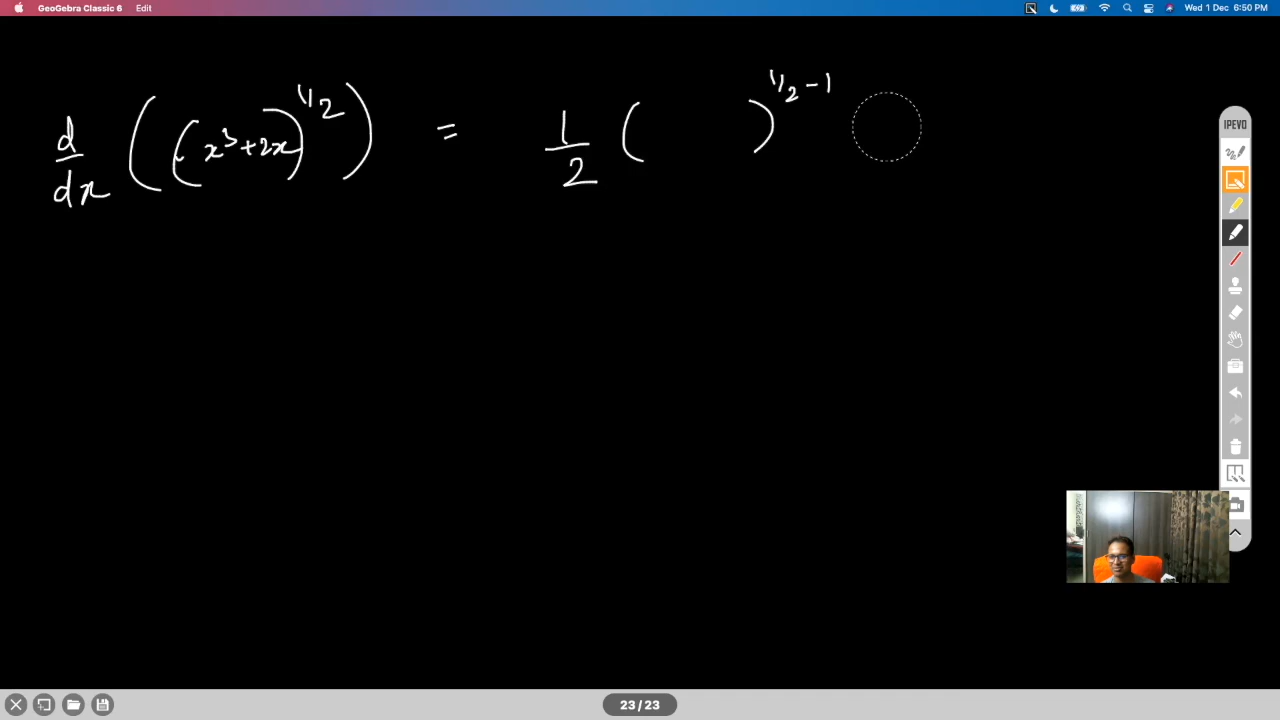 GeoGebra Classic 6 Edit Wed 1 Dec 6:50 PM
d/dx ((x³+2x)^1/2) = 1/2 ( )^1/2 - 1
IPEVO
23 / 23